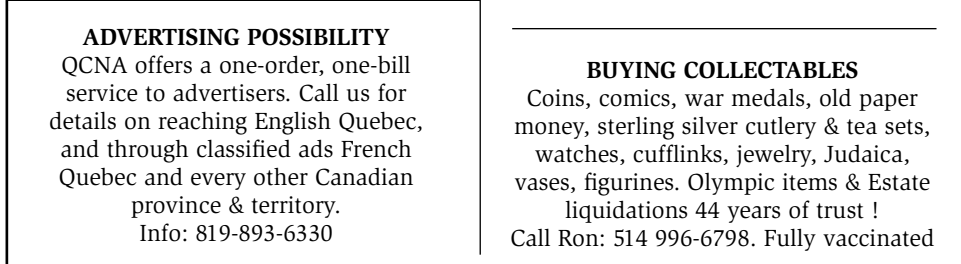 ADVERTISING POSSIBILITY
QCNA offers a one-order, one-bill
service to advertisers. Call us for
details on reaching English Quebec,
and through classified ads French
Quebec and every other Canadian
province & territory.
Info: 819-893-6330
BUYING COLLECTABLES
Coins, comics, war medals, old paper
money, sterling silver cutlery & tea sets,
watches, cufflinks, jewelry, Judaica,
vases, figurines. Olympic items & Estate
liquidations 44 years of trust !
Call Ron: 514 996-6798. Fully vaccinated